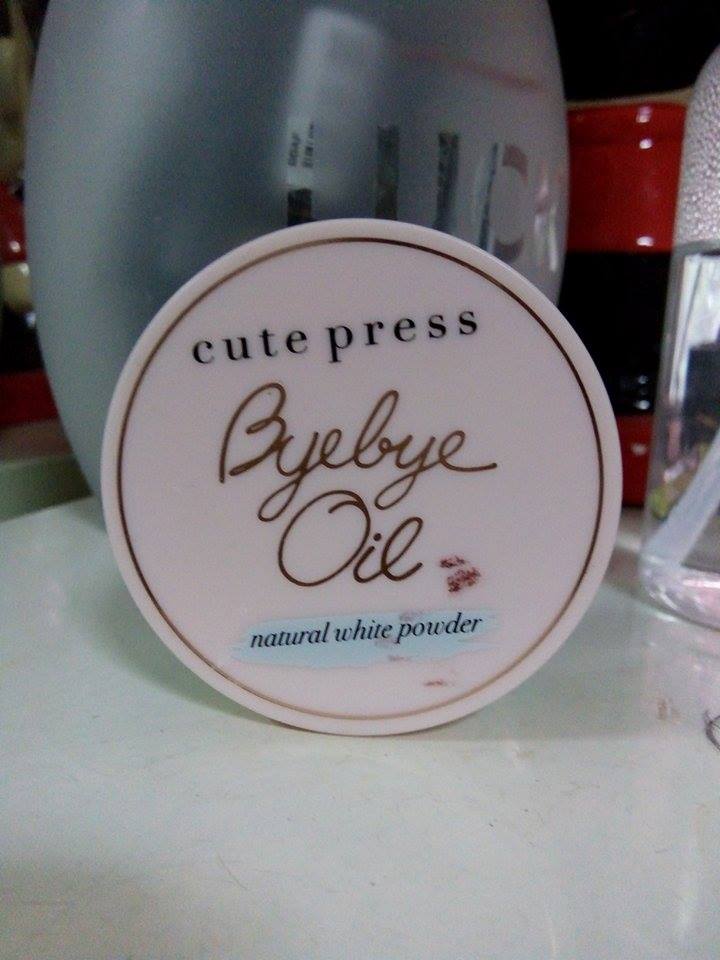 cute press
Byebye
Oil
natural white powder